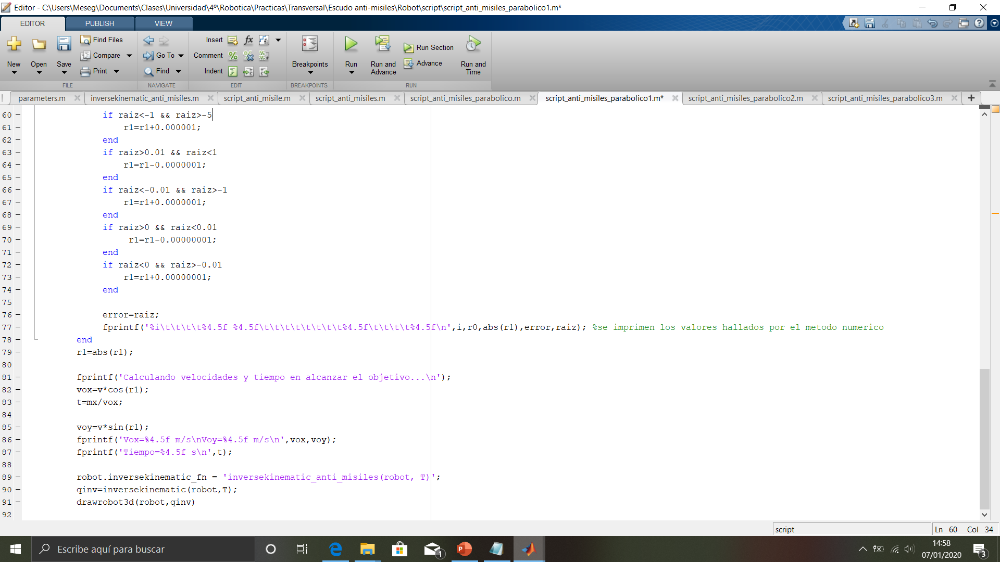 Editor - C:\Users\Meseg\Documents\Clases\Universidad\4º\Robotica\Practicas\Transversal\Escudo anti-misiles\Robot\script\script_anti_misiles_parabolico1.m*
EDITOR PUBLISH VIEW
New Open Save Find Files Compare Print
Go To Find
Insert Comment Indent
fx
Breakpoints
Run Run and Advance Run Section Advance Run and Time
FILE NAVIGATE EDIT BREAKPOINTS RUN
parameters.m inversekinematic_anti_misiles.m script_anti_misile.m script_anti_misiles.m script_anti_misiles_parabolico.m script_anti_misiles_parabolico1.m* script_anti_misiles_parabolico2.m script_anti_misiles_parabolico3.m
60 – if raiz<-1 && raiz>-5
61 – r1=r1+0.000001;
62 – end
63 – if raiz>0.01 && raiz<1
64 – r1=r1-0.0000001;
65 – end
66 – if raiz<-0.01 && raiz>-1
67 – r1=r1+0.0000001;
68 – end
69 – if raiz>0 && raiz<0.01
70 – r1=r1-0.00000001;
71 – end
72 – if raiz<0 && raiz>-0.01
73 – r1=r1+0.00000001;
74 – end
75
76 – error=raiz;
77 – fprintf('%i\t\t\t\t%4.5f %4.5f\t\t\t\t\t\t\t\t%4.5f\t\t\t\t%4.5f\n',i,r0,abs(r1),error,raiz); %se imprimen los valores hallados por el metodo numerico
78 – end
79 – r1=abs(r1);
80
81 – fprintf('Calculando velocidades y tiempo en alcanzar el objetivo...\n');
82 – vox=v*cos(r1);
83 – t=mx/vox;
84
85 – voy=v*sin(r1);
86 – fprintf('Vox=%4.5f m/s\nVoy=%4.5f m/s\n',vox,voy);
87 – fprintf('Tiempo=%4.5f s\n',t);
88
89 – robot.inversekinematic_fn = 'inversekinematic_anti_misiles(robot, T)';
90 – qinv=inversekinematic(robot,T);
91 – drawrobot3d(robot,qinv)
92
script Ln 60 Col 34
Escribe aquí para buscar
1
14:58
07/01/2020
3